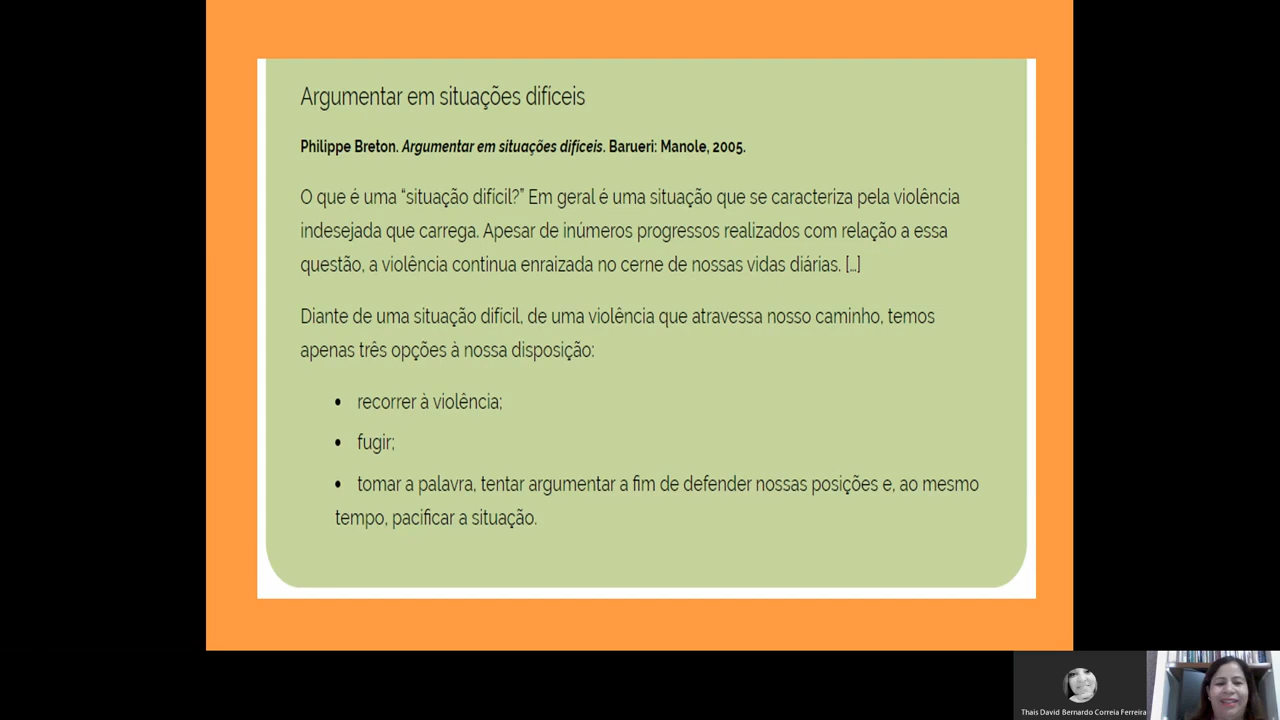 Argumentar em situações difíceis
Philippe Breton. Argumentar em situações difíceis. Barueri: Manole, 2005.
O que é uma “situação difícil?” Em geral é uma situação que se caracteriza pela violência
indesejada que carrega. Apesar de inúmeros progressos realizados com relação a essa
questão, a violência continua enraizada no cerne de nossas vidas diárias. [...]
Diante de uma situação difícil, de uma violência que atravessa nosso caminho, temos
apenas três opções à nossa disposição:
• recorrer à violência;
• fugir;
• tomar a palavra, tentar argumentar a fim de defender nossas posições e, ao mesmo
tempo, pacificar a situação.
Thais David Bernardo Correia Ferreira